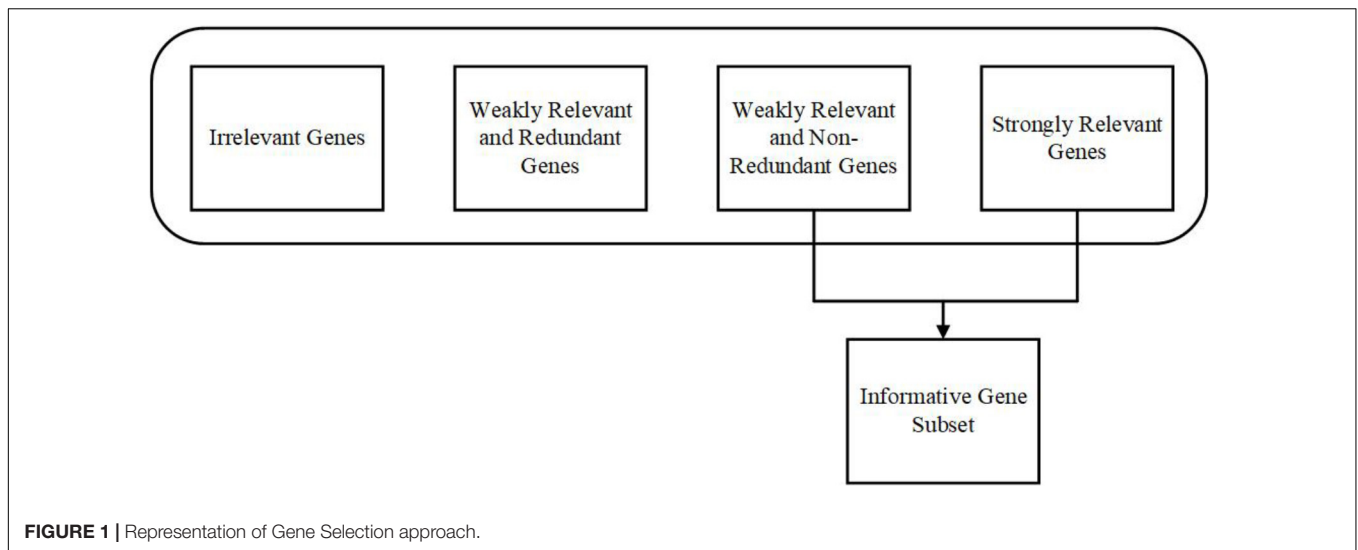 Irrelevant Genes
Weakly Relevant
and Redundant
Genes
Weakly Relevant
and Non-
Redundant Genes
Strongly Relevant
Genes
Informative Gene
Subset
FIGURE 1 | Representation of Gene Selection approach.